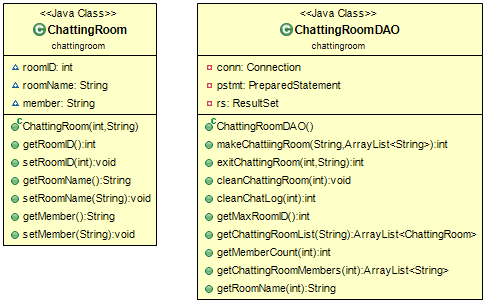 <<Java Class>>
ChattingRoom
chattingroom
roomID: int
roomName: String
member: String
ChattingRoom(int,String)
getRoomID():int
setRoomID(int):void
getRoomName():String
setRoomName(String):void
getMember():String
setMember(String):void
<<Java Class>>
ChattingRoomDAO
chattingroom
conn: Connection
pstmt: PreparedStatement
rs: ResultSet
ChattingRoomDAO()
makeChattiingRoom(String,ArrayList<String>):int
exitChattingRoom(int,String):int
cleanChattingRoom(int):void
cleanChatLog(int):int
getMaxRoomID():int
getChattingRoomList(String):ArrayList<ChattingRoom>
getMemberCount(int):int
getChattingRoomMembers(int):ArrayList<String>
getRoomName(int):String